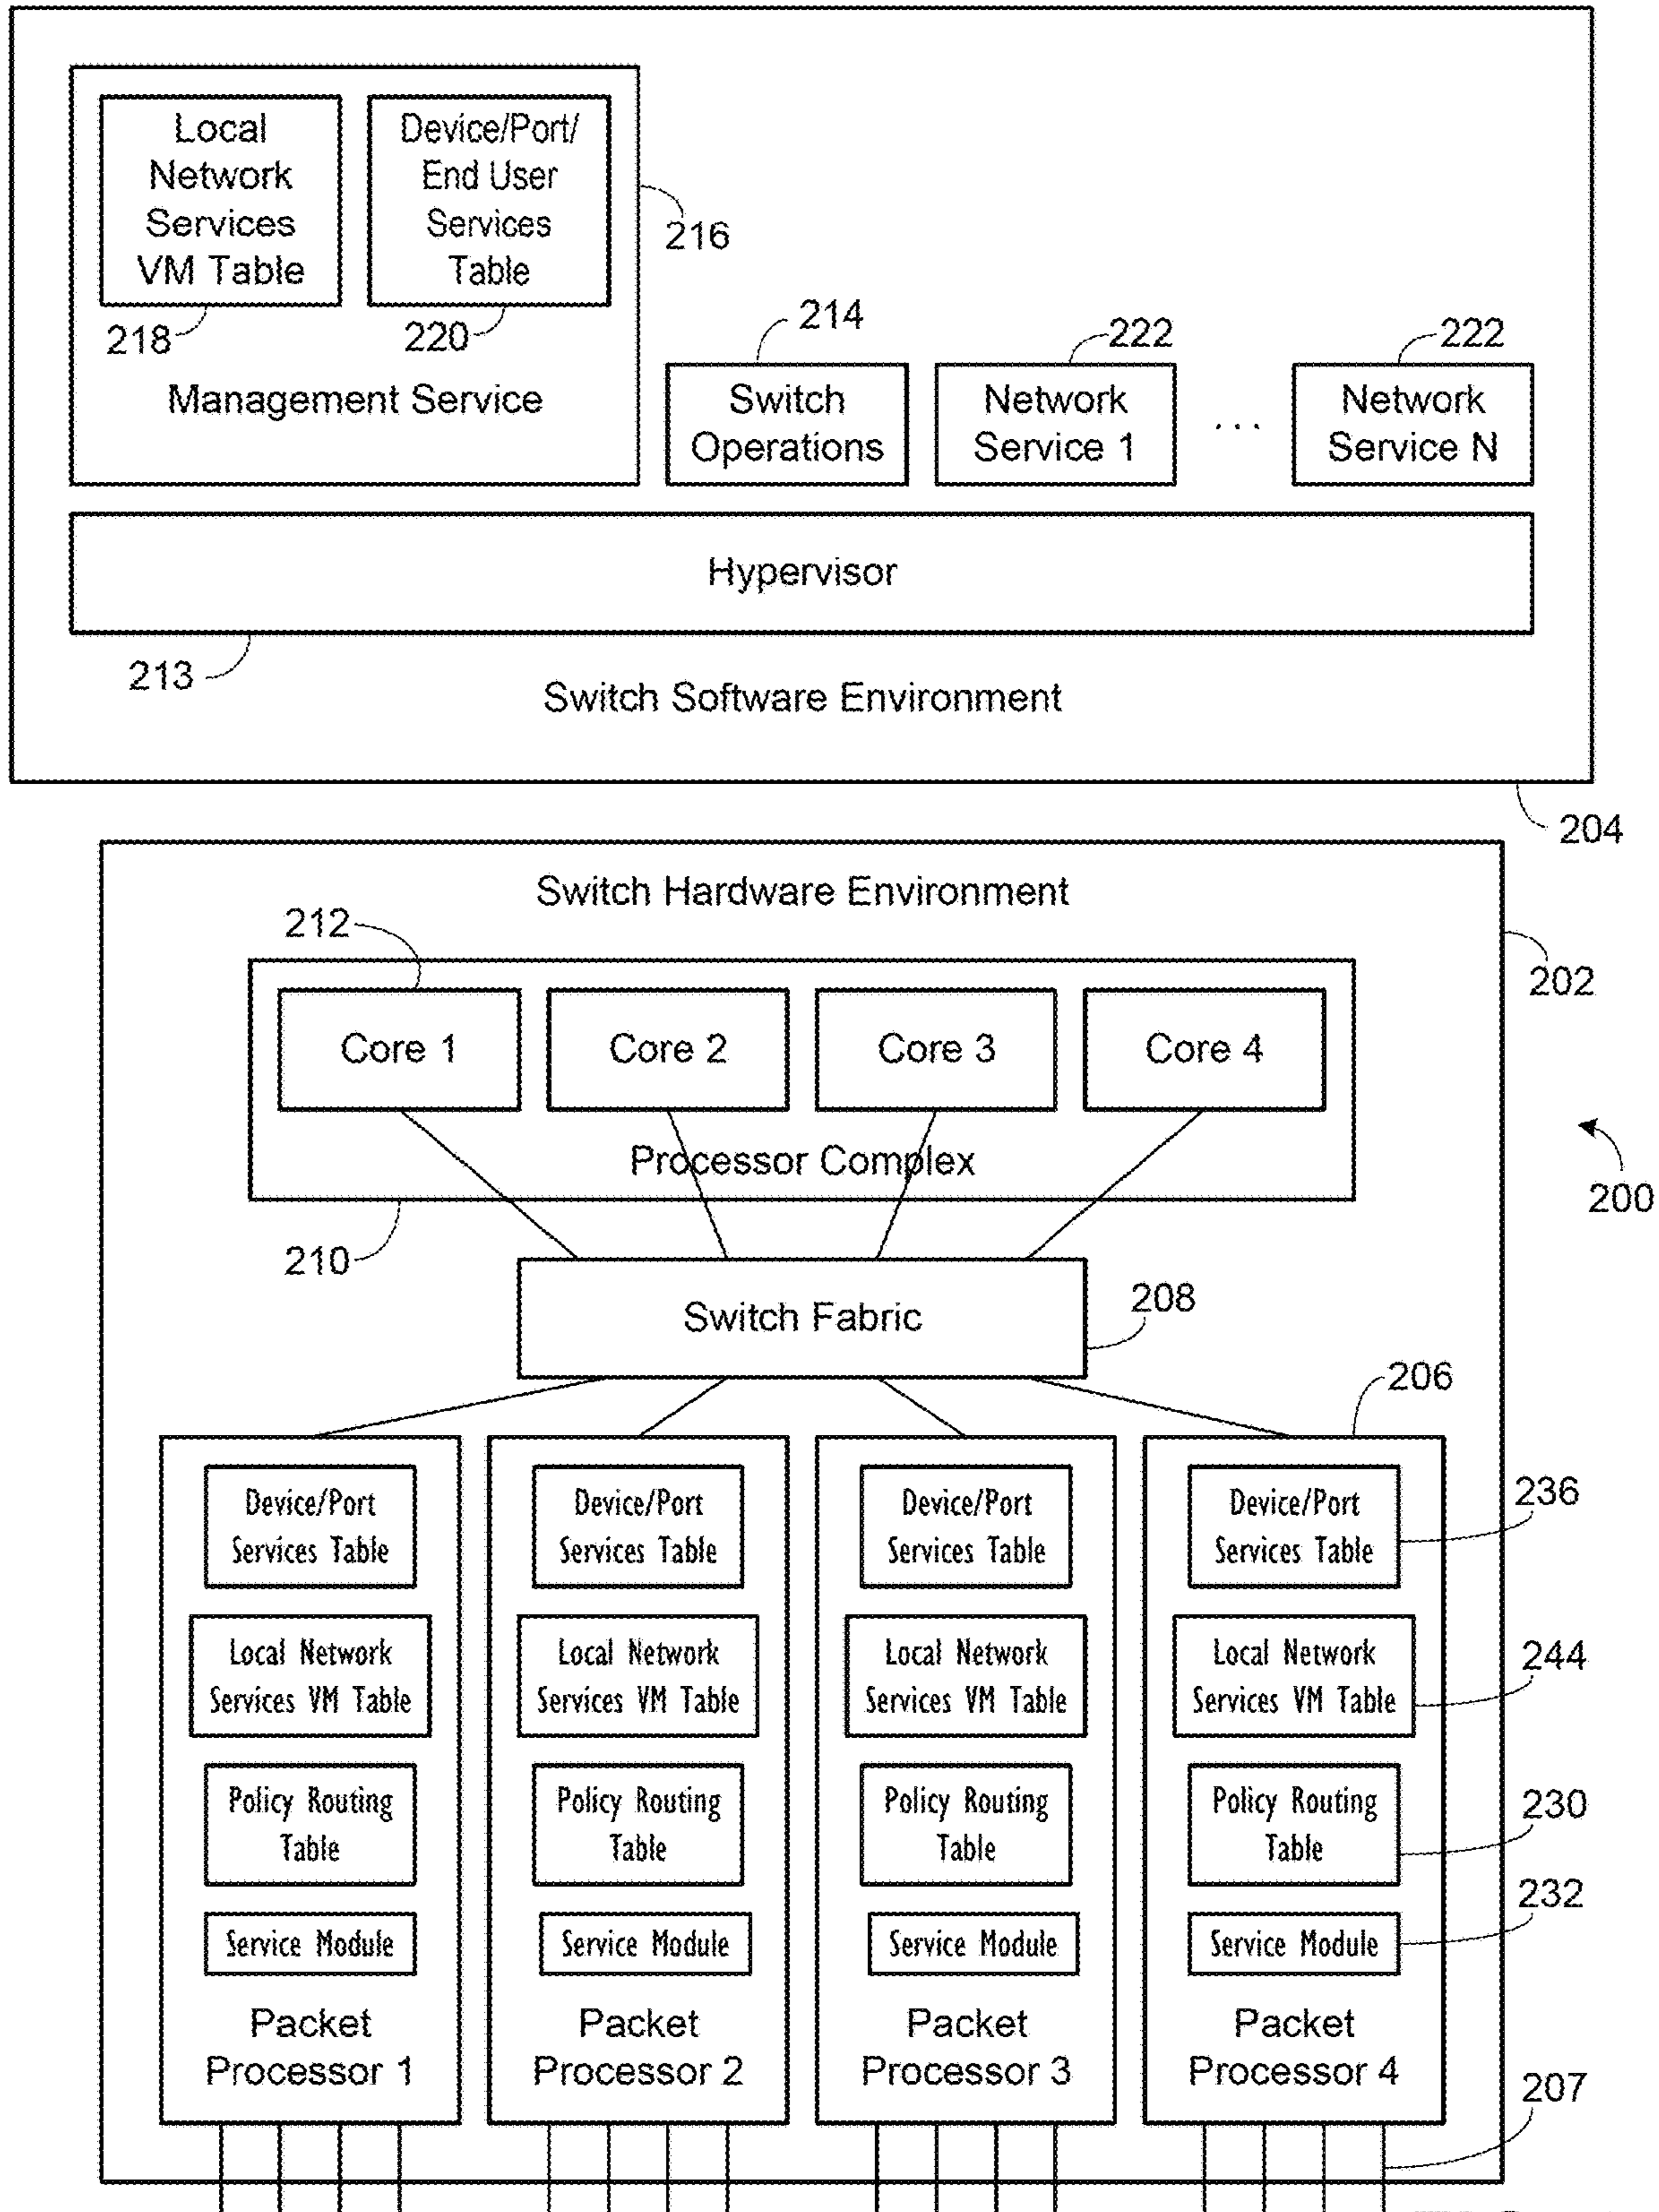 Local
Network
Services
VM Table
218
Device/Port/
End User
Services
Table
220
216
Management Service
214
Switch
Operations
222
Network
Service 1
...
222
Network
Service N
Hypervisor
213
Switch Software Environment
204
Switch Hardware Environment
212
202
Core 1
Core 2
Core 3
Core 4
Processor Complex
200
210
Switch Fabric
208
206
Device/Port
Services Table
Local Network
Services VM Table
Policy Routing
Table
Service Module
Packet
Processor 1
Device/Port
Services Table
Local Network
Services VM Table
Policy Routing
Table
Service Module
Packet
Processor 2
Device/Port
Services Table
Local Network
Services VM Table
Policy Routing
Table
Service Module
Packet
Processor 3
Device/Port
Services Table
236
Local Network
Services VM Table
244
Policy Routing
Table
230
Service Module
232
Packet
Processor 4
207